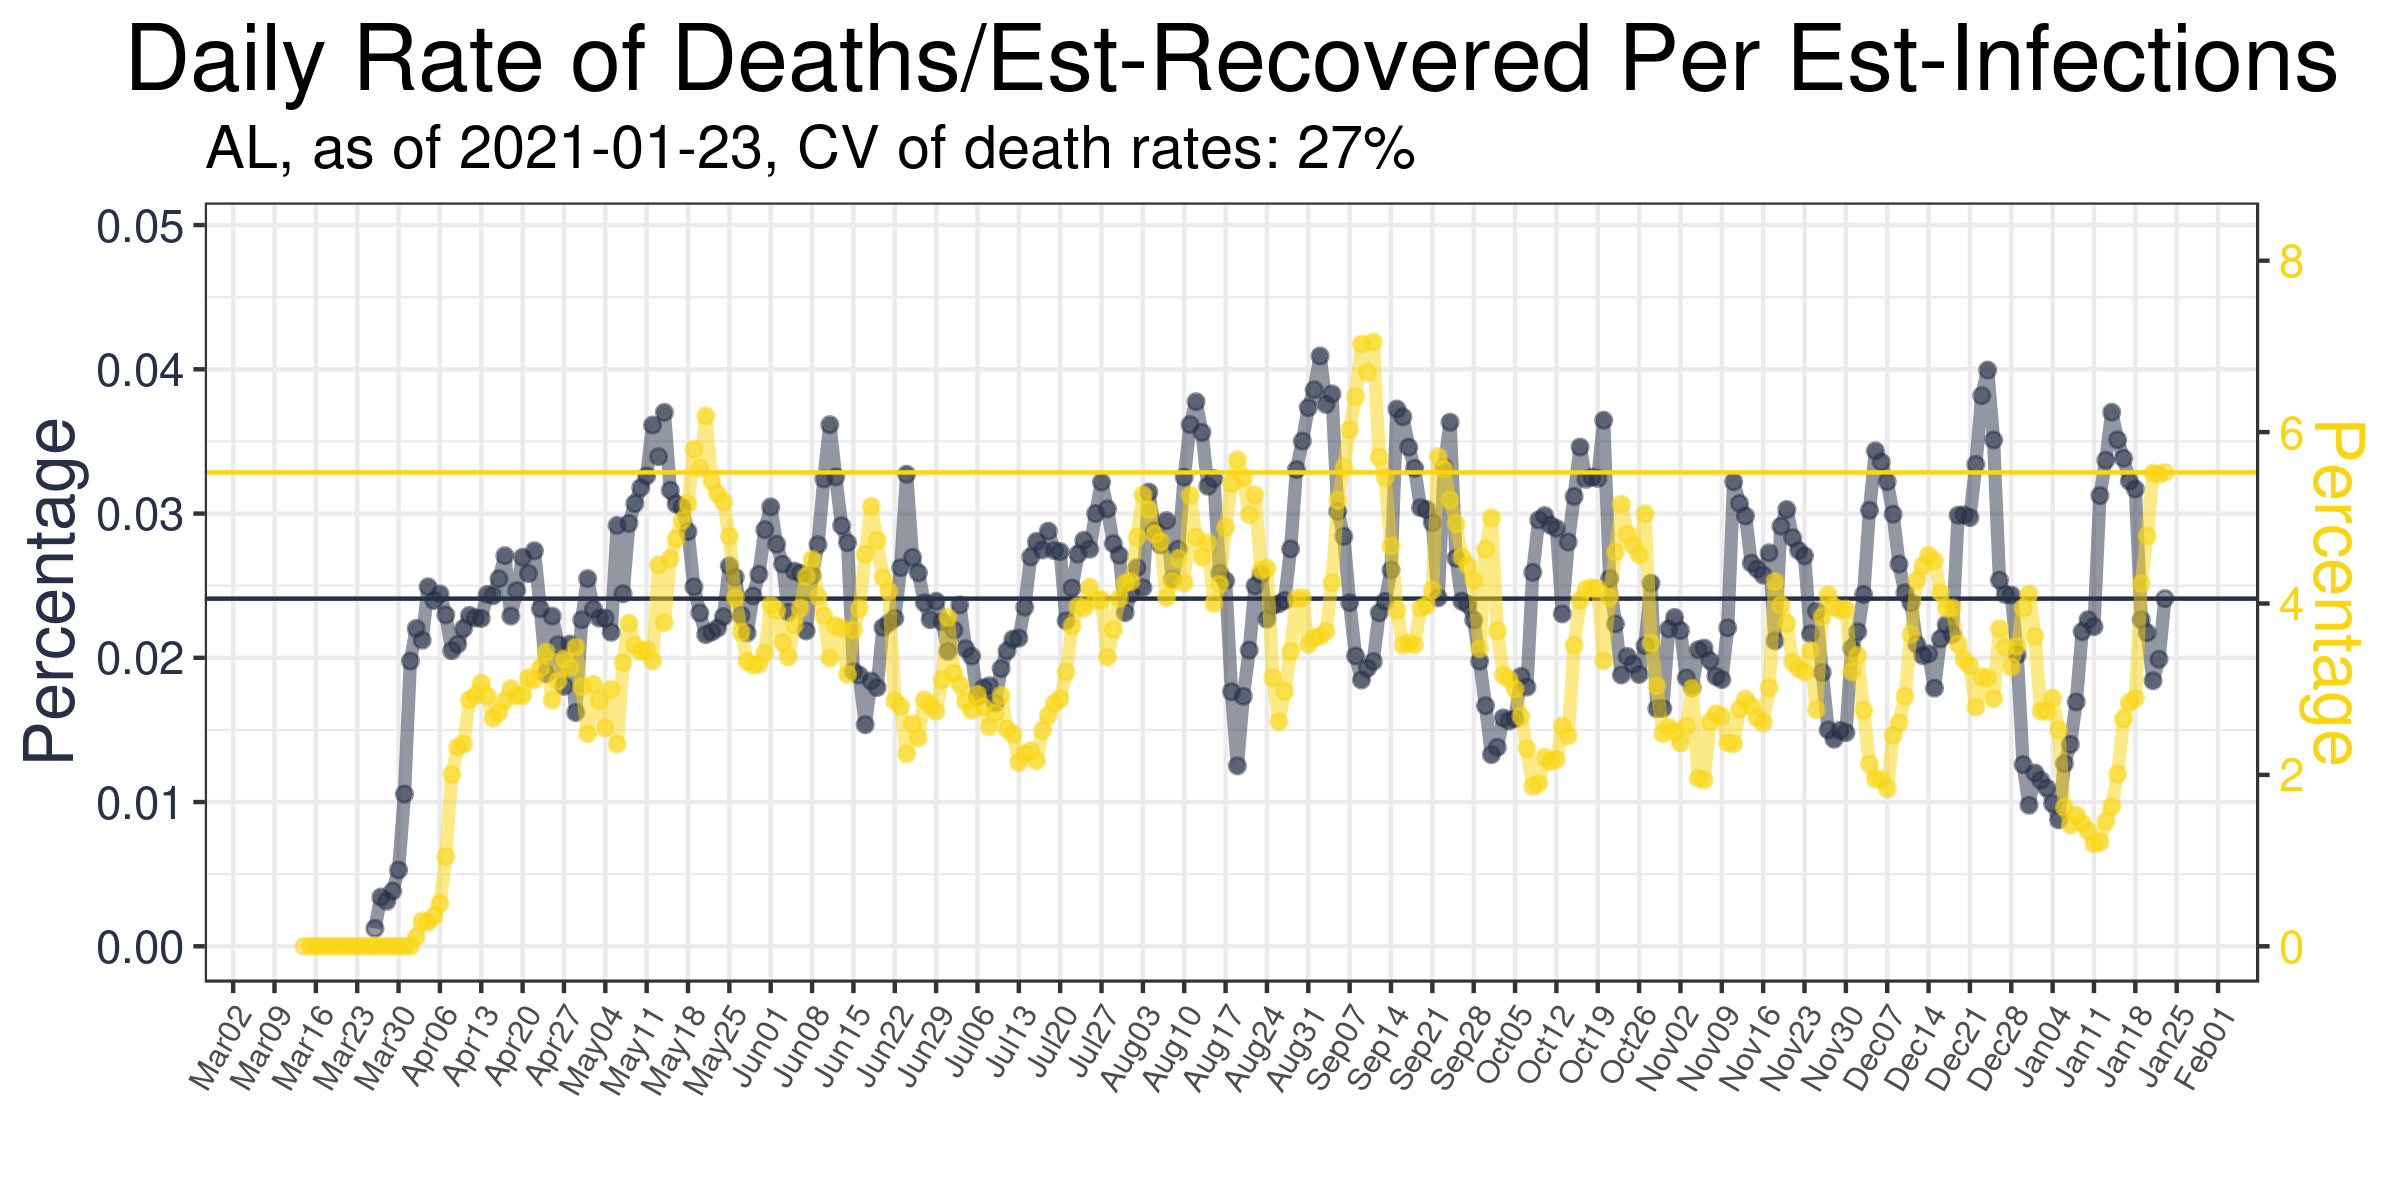 Daily Rate of Deaths/Est-Recovered Per Est-Infections
AL, as of 2021-01-23, CV of death rates: 27%
Percentage
0.05
0.04
0.03
0.02
0.01
0.00
8
6
4
2
0
Percentage
Mar02
Mar09
Mar16
Mar23
Mar30
Apr06
Apr13
Apr20
Apr27
May04
May11
May18
May25
Jun01
Jun08
Jun15
Jun22
Jun29
Jul06
Jul13
Jul20
Jul27
Aug03
Aug10
Aug17
Aug24
Aug31
Sep07
Sep14
Sep21
Sep28
Oct05
Oct12
Oct19
Oct26
Nov02
Nov09
Nov16
Nov23
Nov30
Dec07
Dec14
Dec21
Dec28
Jan04
Jan11
Jan18
Jan25
Feb01